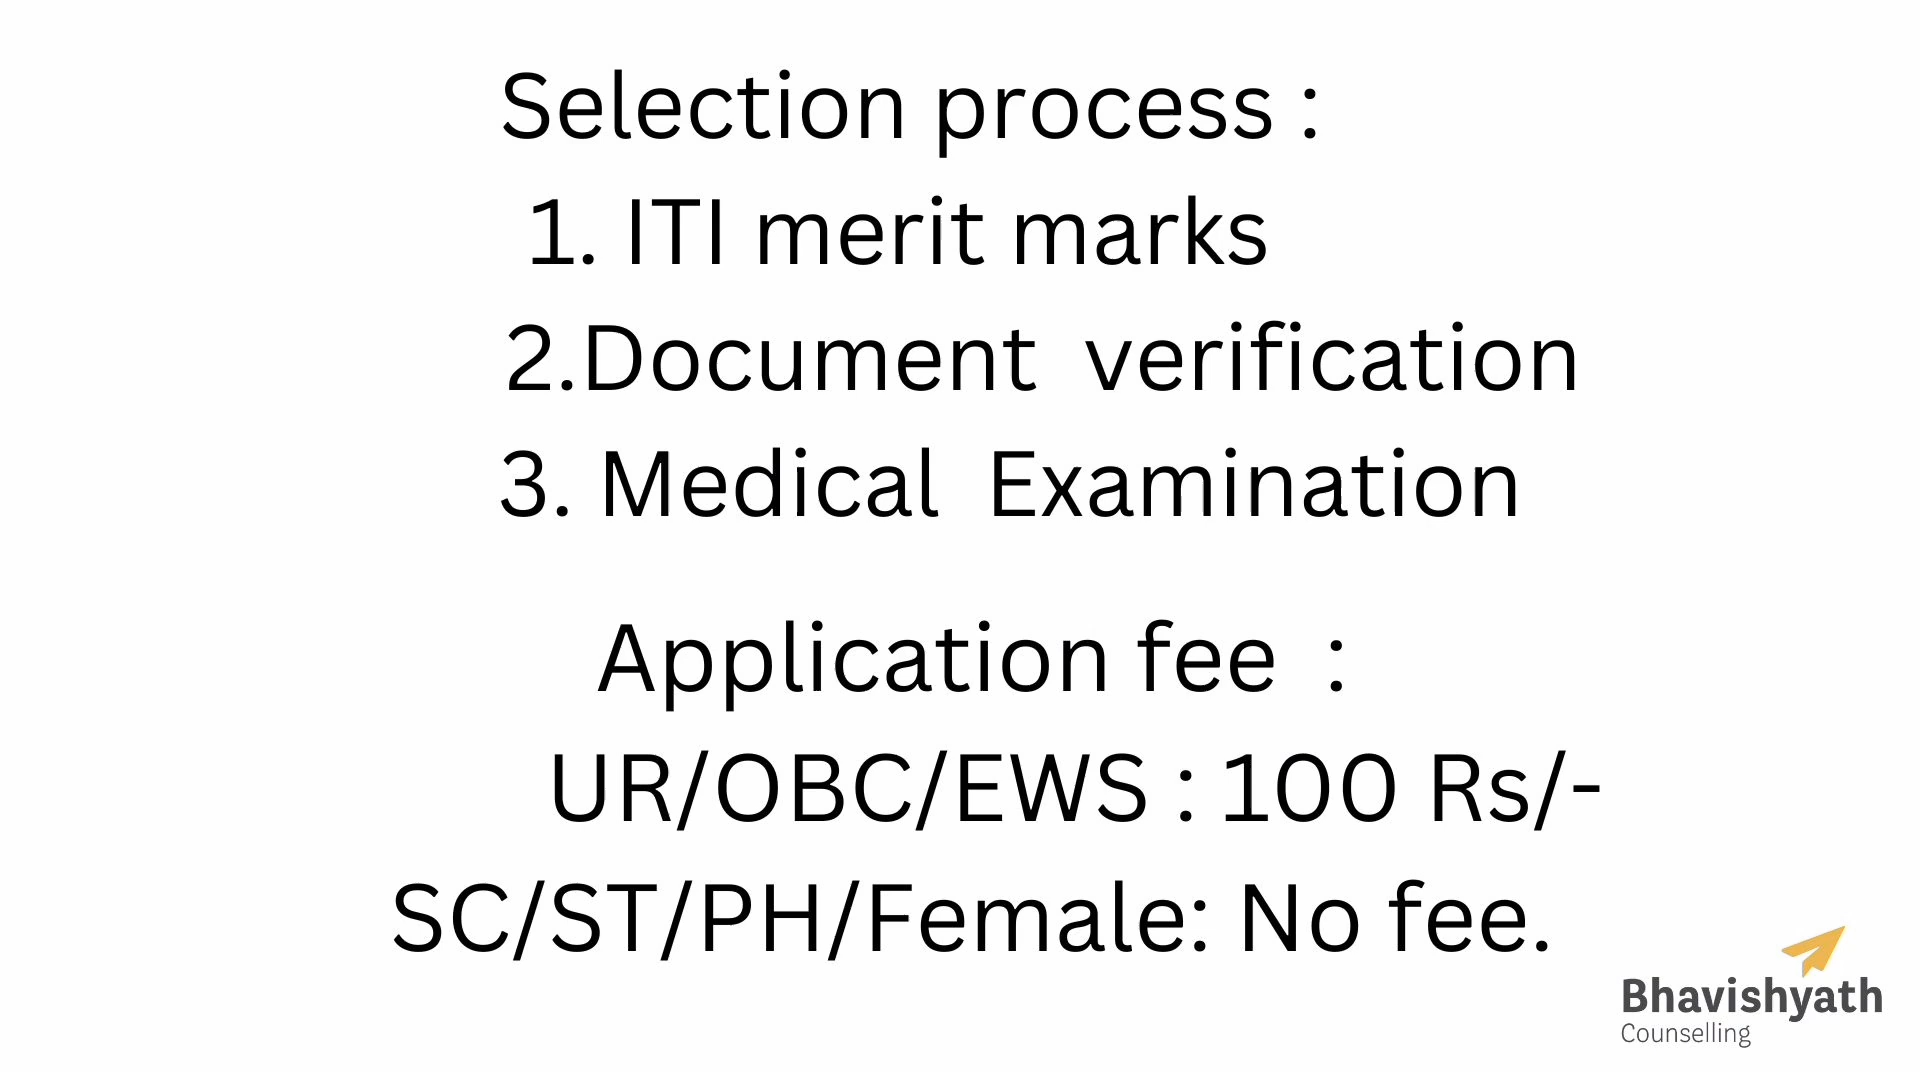 Selection process :
1. ITI merit marks
2.Document verification
3. Medical Examination
Application fee :
UR/OBC/EWS : 100 Rs/-
SC/ST/PH/Female: No fee.
Bhavishyath
Counselling